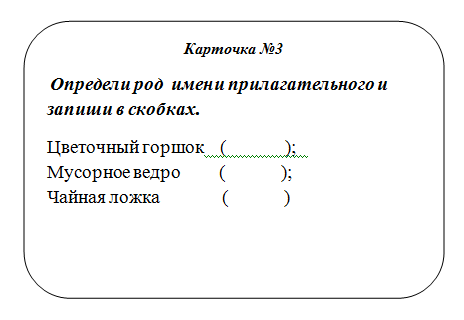 Карточка №3
Определи род имени прилагательного и
запиши в скобках.
Цветочный горшок ( );
Мусорное ведро ( );
Чайная ложка ( )